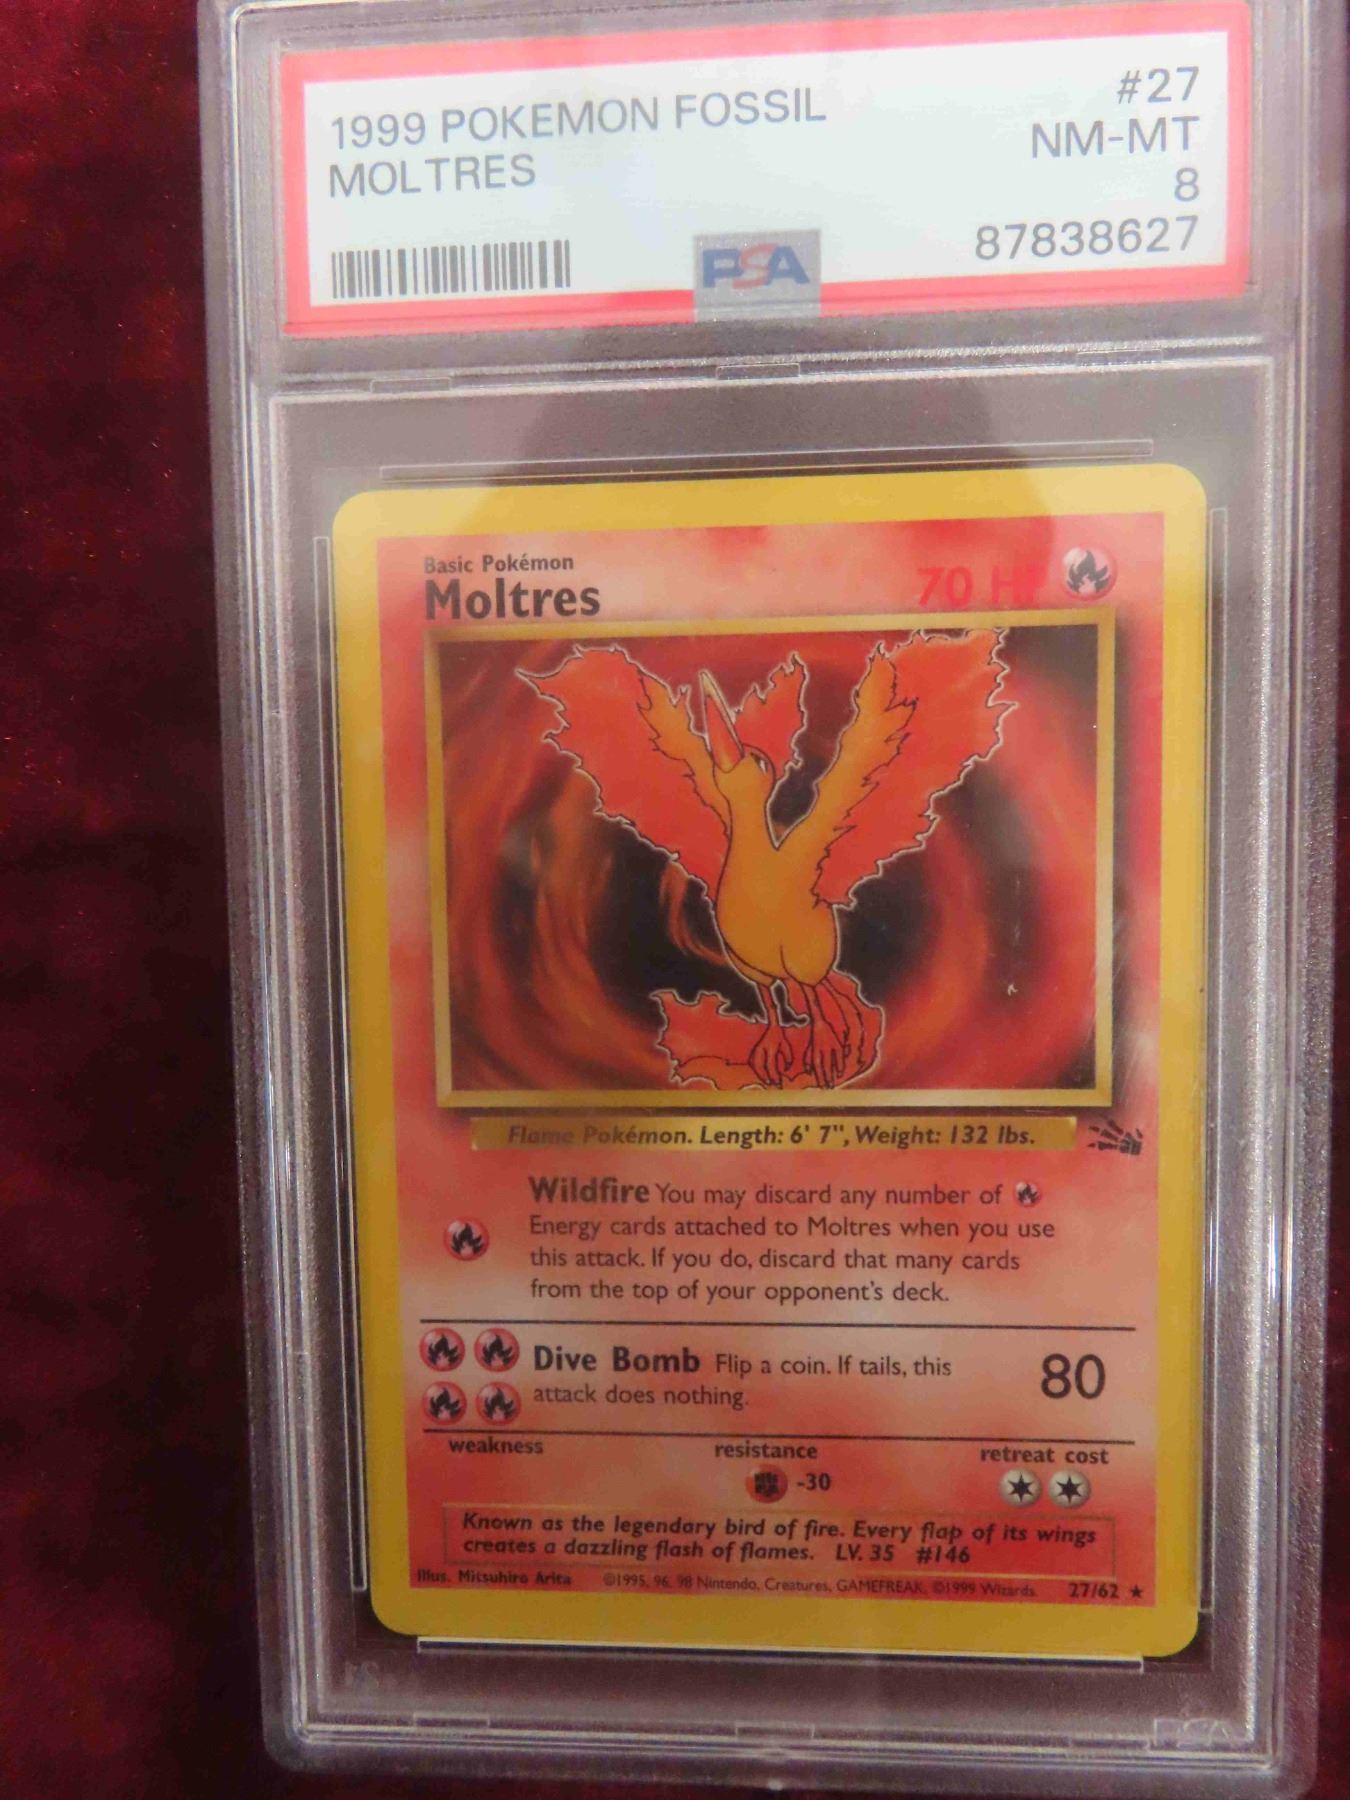 1999 POKEMON FOSSIL #27
MOLTRES NM-MT
8
PSA 87838627
Basic Pokémon
Moltres 70 HP
Flame Pokémon. Length: 6' 7", Weight: 132 lbs.
Wildfire You may discard any number of
Energy cards attached to Moltres when you use
this attack. If you do, discard that many cards
from the top of your opponent's deck.
Dive Bomb Flip a coin. If tails, this 80
attack does nothing.
weakness resistance retreat cost
-30
Known as the legendary bird of fire. Every flap of its wings
creates a dazzling flash of flames. LV. 35 #146
Illus. Mitsuhiro Arita ©1995, 96, 98 Nintendo, Creatures, GAMEFREAK. ©1999 Wizards. 27/62 ★
PSA